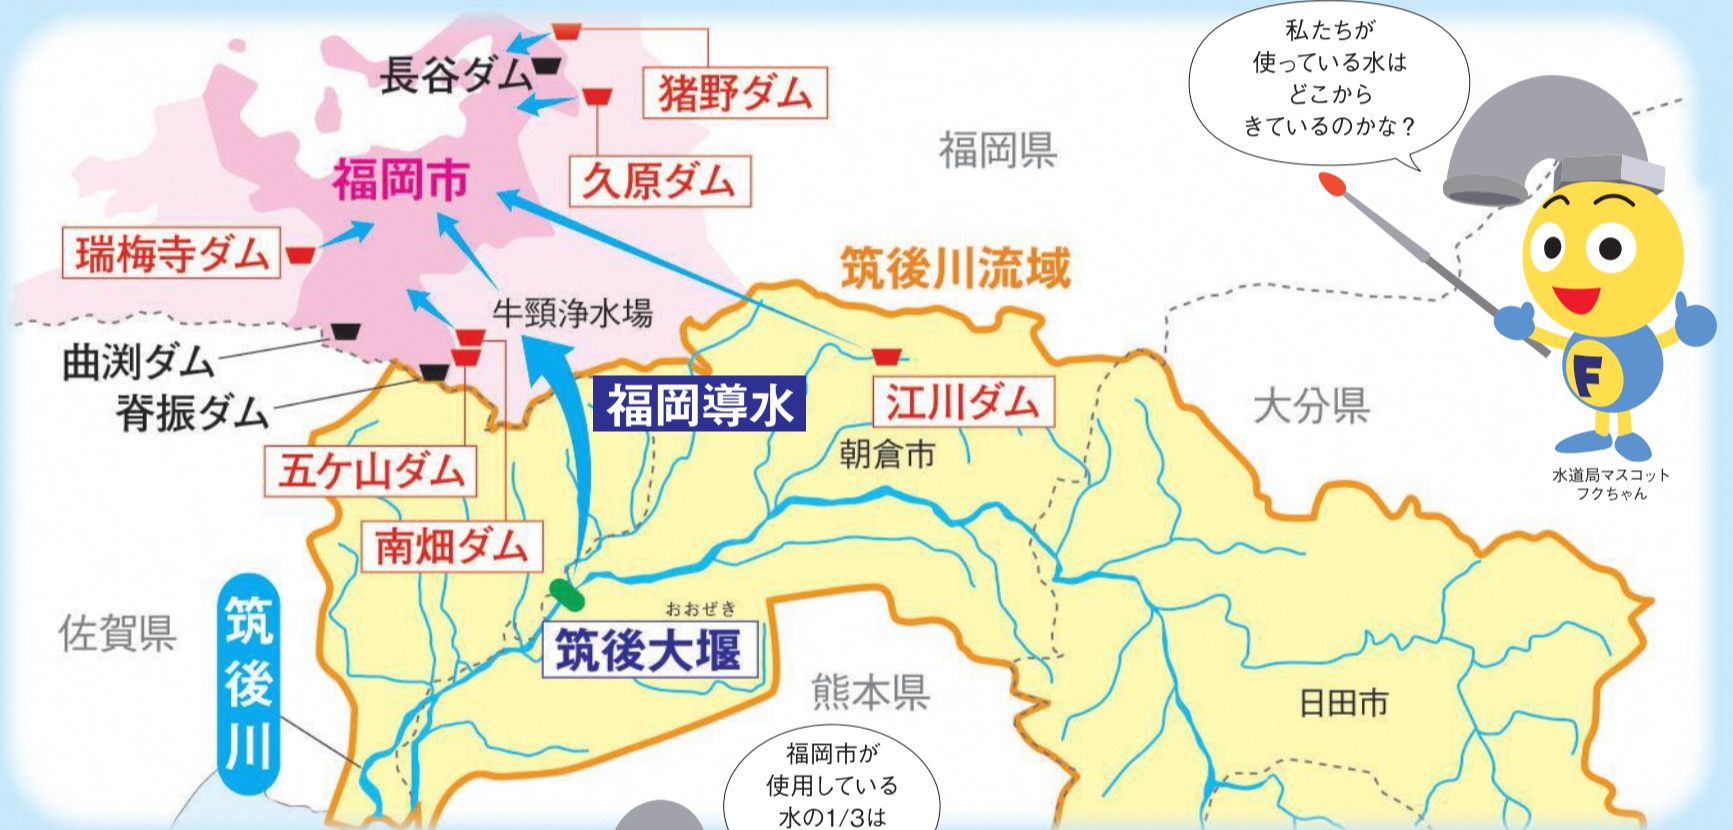 私たちが
使っている水は
どこから
きているのかな？
長谷ダム
猪野ダム
福岡県
福岡市
久原ダム
瑞梅寺ダム
筑後川流域
牛頸浄水場
曲渕ダム
脊振ダム
福岡導水
江川ダム
大分県
朝倉市
五ケ山ダム
水道局マスコット
フクちゃん
南畑ダム
佐賀県
筑後川
おおぜき
筑後大堰
熊本県
日田市
福岡市が
使用している
水の1/3は
F